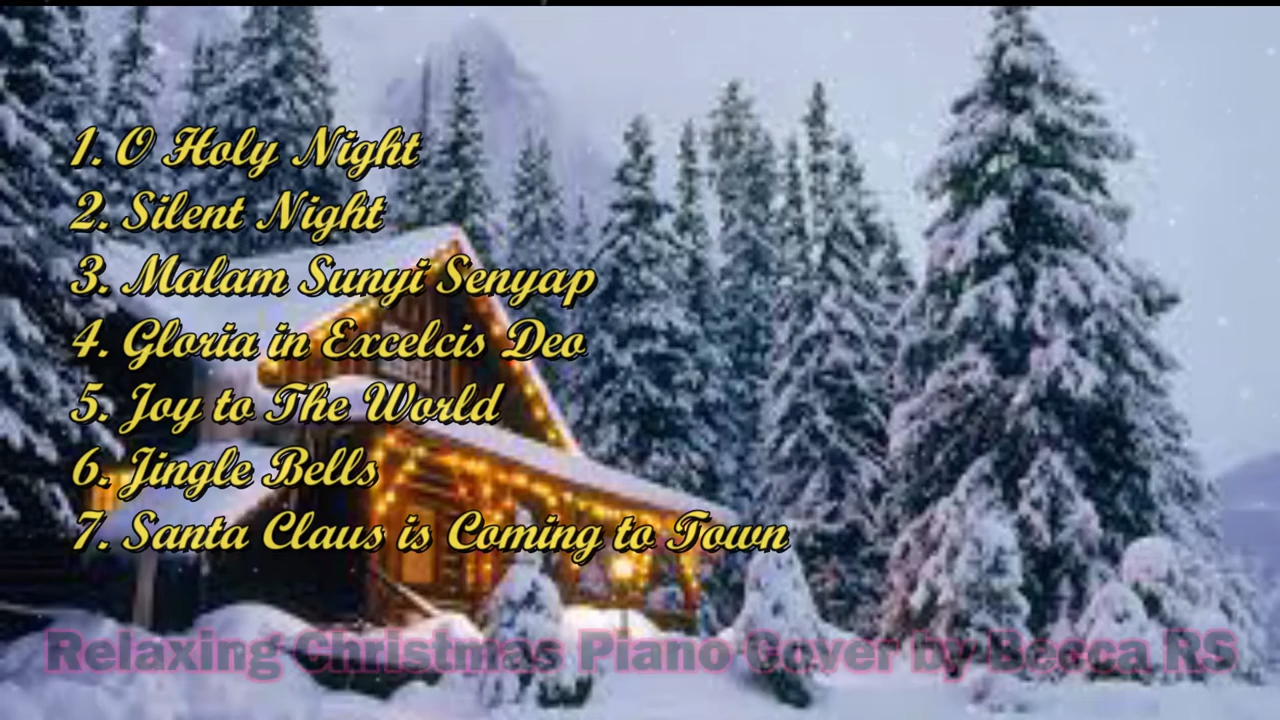 1. O Holy Night
2. Silent Night
3. Malam Sunyi Senyap
4. Gloria in Excelcis Deo
5. Joy to The World
6. Jingle Bells
7. Santa Claus is Coming to Town
Relaxing Christmas Piano Cover by Becca RS